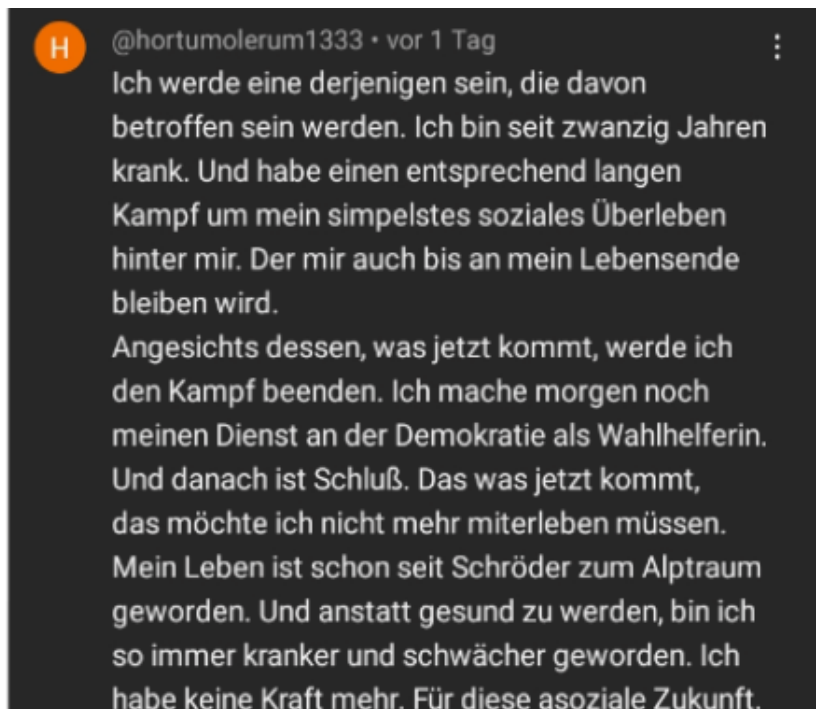 H
@hortumolerum1333 • vor 1 Tag
Ich werde eine derjenigen sein, die davon
betroffen sein werden. Ich bin seit zwanzig Jahren
krank. Und habe einen entsprechend langen
Kampf um mein simpelstes soziales Überleben
hinter mir. Der mir auch bis an mein Lebensende
bleiben wird.
Angesichts dessen, was jetzt kommt, werde ich
den Kampf beenden. Ich mache morgen noch
meinen Dienst an der Demokratie als Wahlhelferin.
Und danach ist Schluß. Das was jetzt kommt,
das möchte ich nicht mehr miterleben müssen.
Mein Leben ist schon seit Schröder zum Alptraum
geworden. Und anstatt gesund zu werden, bin ich
so immer kranker und schwächer geworden. Ich
habe keine Kraft mehr. Für diese asoziale Zukunft.